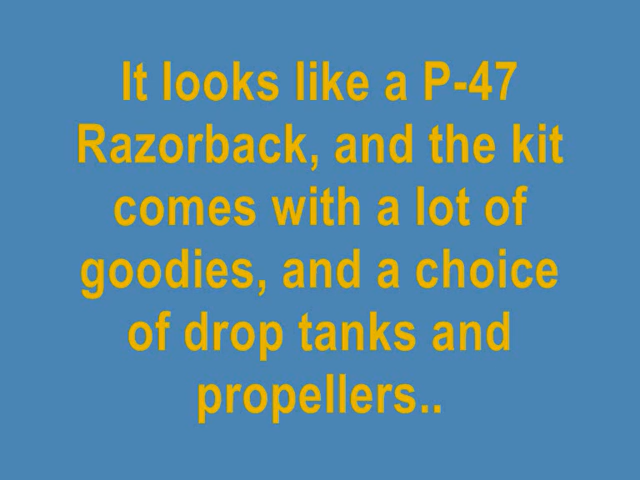 It looks like a P-47
Razorback, and the kit
comes with a lot of
goodies, and a choice
of drop tanks and
propellers..